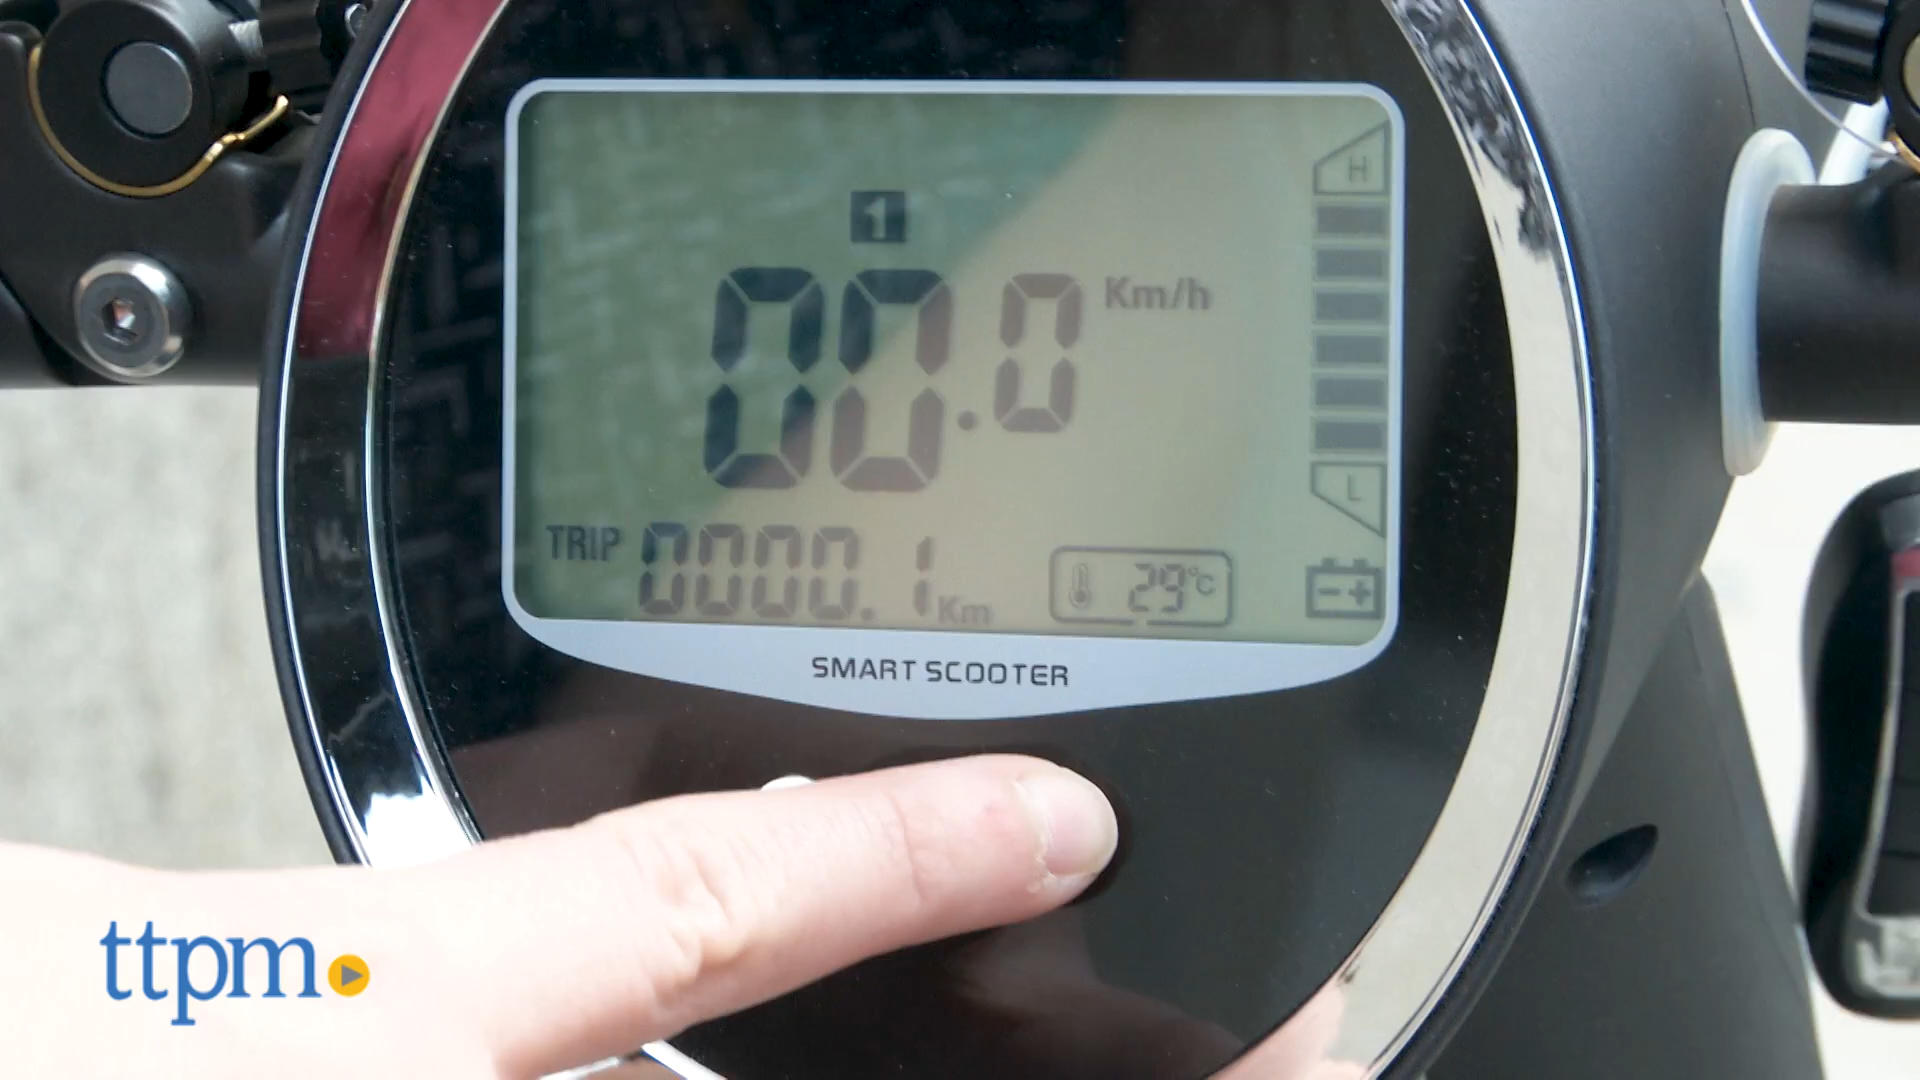 H
1
00.0 Km/h
L
TRIP 0000.1 Km
29°C
- +
SMART SCOOTER
ttpm